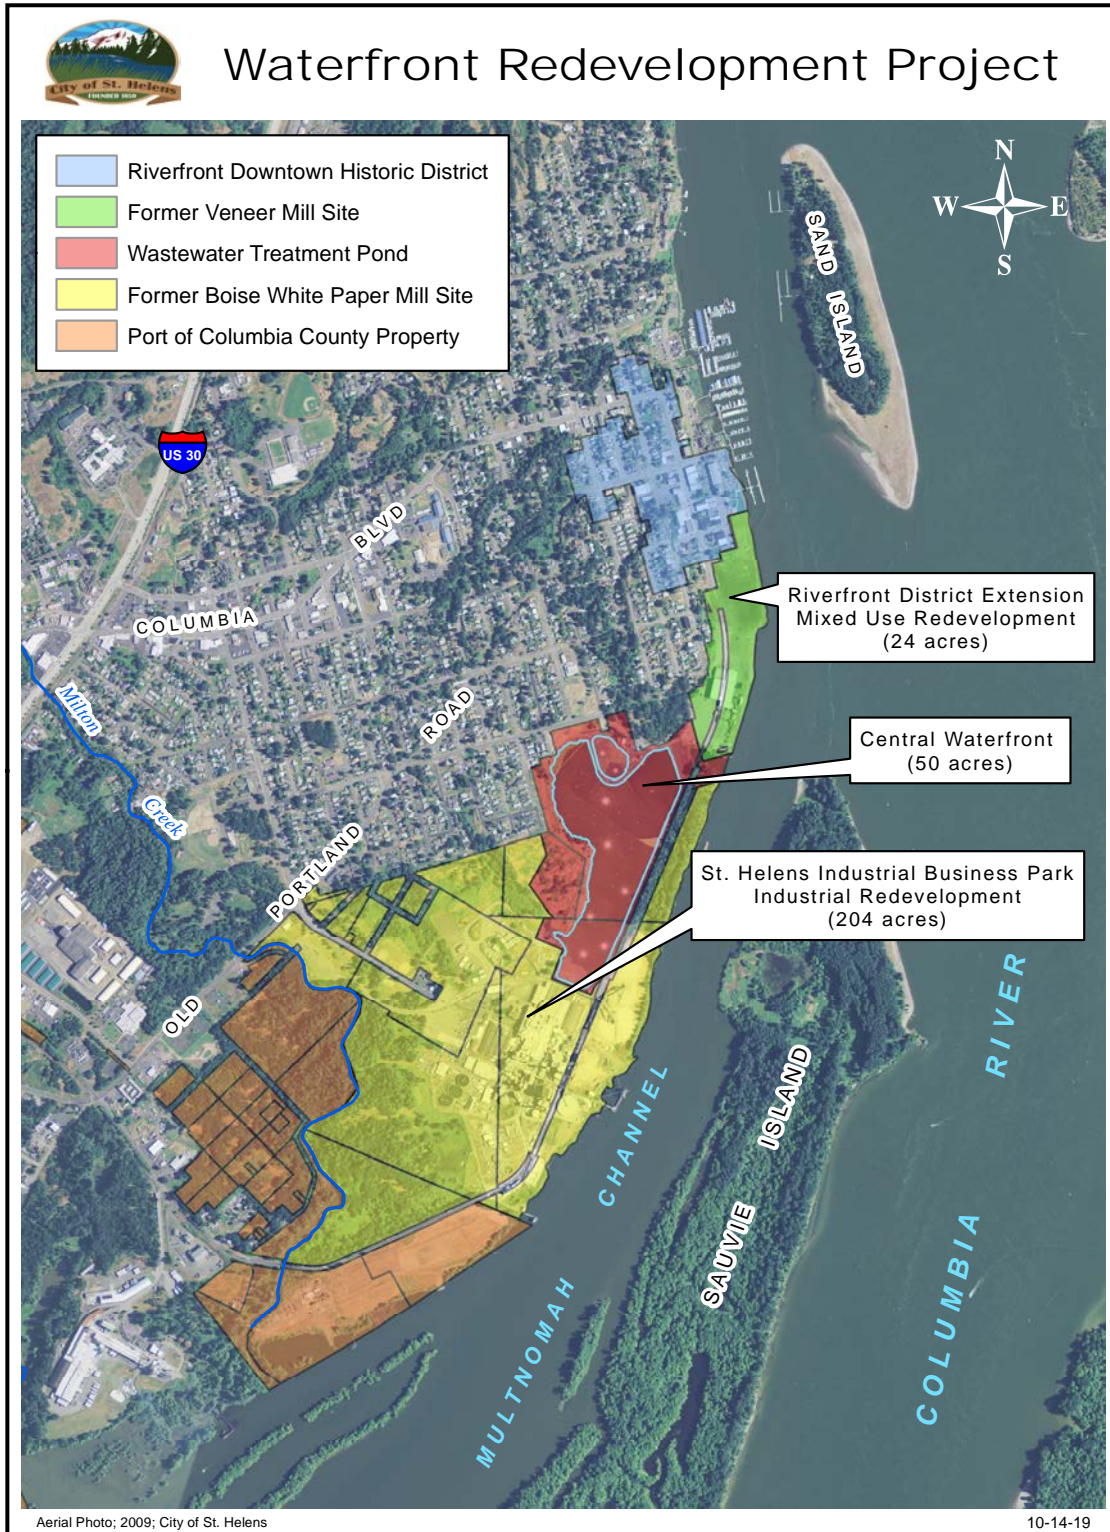 City of St. Helens
FOUNDED 1850
Waterfront Redevelopment Project
Riverfront Downtown Historic District
Former Veneer Mill Site
Wastewater Treatment Pond
Former Boise White Paper Mill Site
Port of Columbia County Property
N
W E
S
SAND ISLAND
US 30
COLUMBIA BLVD
Riverfront District Extension
Mixed Use Redevelopment
(24 acres)
Milton Creek
OLD PORTLAND ROAD
Central Waterfront
(50 acres)
St. Helens Industrial Business Park
Industrial Redevelopment
(204 acres)
MULTNOMAH CHANNEL
SAUVIE ISLAND
COLUMBIA RIVER
Aerial Photo; 2009; City of St. Helens
10-14-19